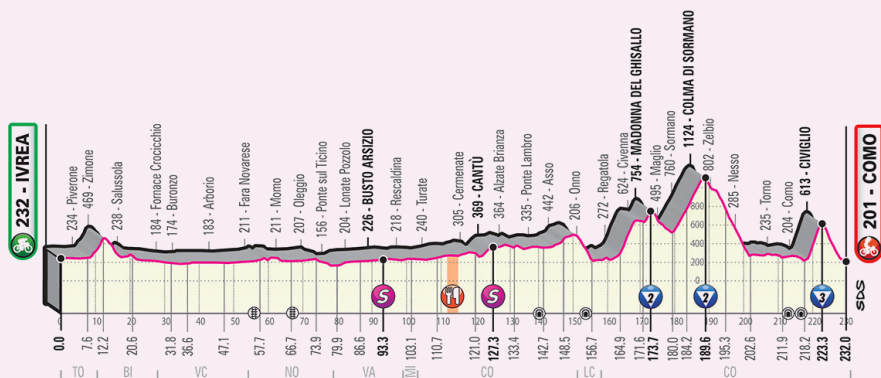 232 - IVREA
234 - Piverone
469 - Zimone
238 - Salussola
184 - Fornace Crocicchio
174 - Buronzo
183 - Arborio
211 - Fara Novarese
211 - Momo
207 - Oleggio
156 - Ponte sul Ticino
204 - Lonate Pozzolo
226 - BUSTO ARSIZIO
218 - Rescaldina
240 - Turate
305 - Cermenate
369 - CANTÙ
364 - Alzate Brianza
335 - Ponte Lambro
442 - Asso
206 - Onno
272 - Regatola
624 - Civenna
754 - MADONNA DEL GHISALLO
495 - Maglio
760 - Sormano
1124 - COLMA DI SORMANO
802 - Zelbio
285 - Nesso
235 - Torno
204 - Como
613 - CIVIGLIO
201 - COMO
800
600
400
200
0
S S 2 2 3
SDS
0 10 20 30 40 50 60 70 80 90 100 110 120 130 140 150 160 170 180 190 200 210 220 230
0.0 7.6 12.2 20.6 31.8 36.6 47.1 57.7 66.7 73.9 79.9 86.6 93.3 103.1 110.7 121.0 127.3 133.4 142.7 148.5 156.7 164.9 171.6 173.7 180.0 184.2 189.6 195.3 202.6 211.9 218.2 223.3 232.0
TO BI VC NO VA MI CO LC CO